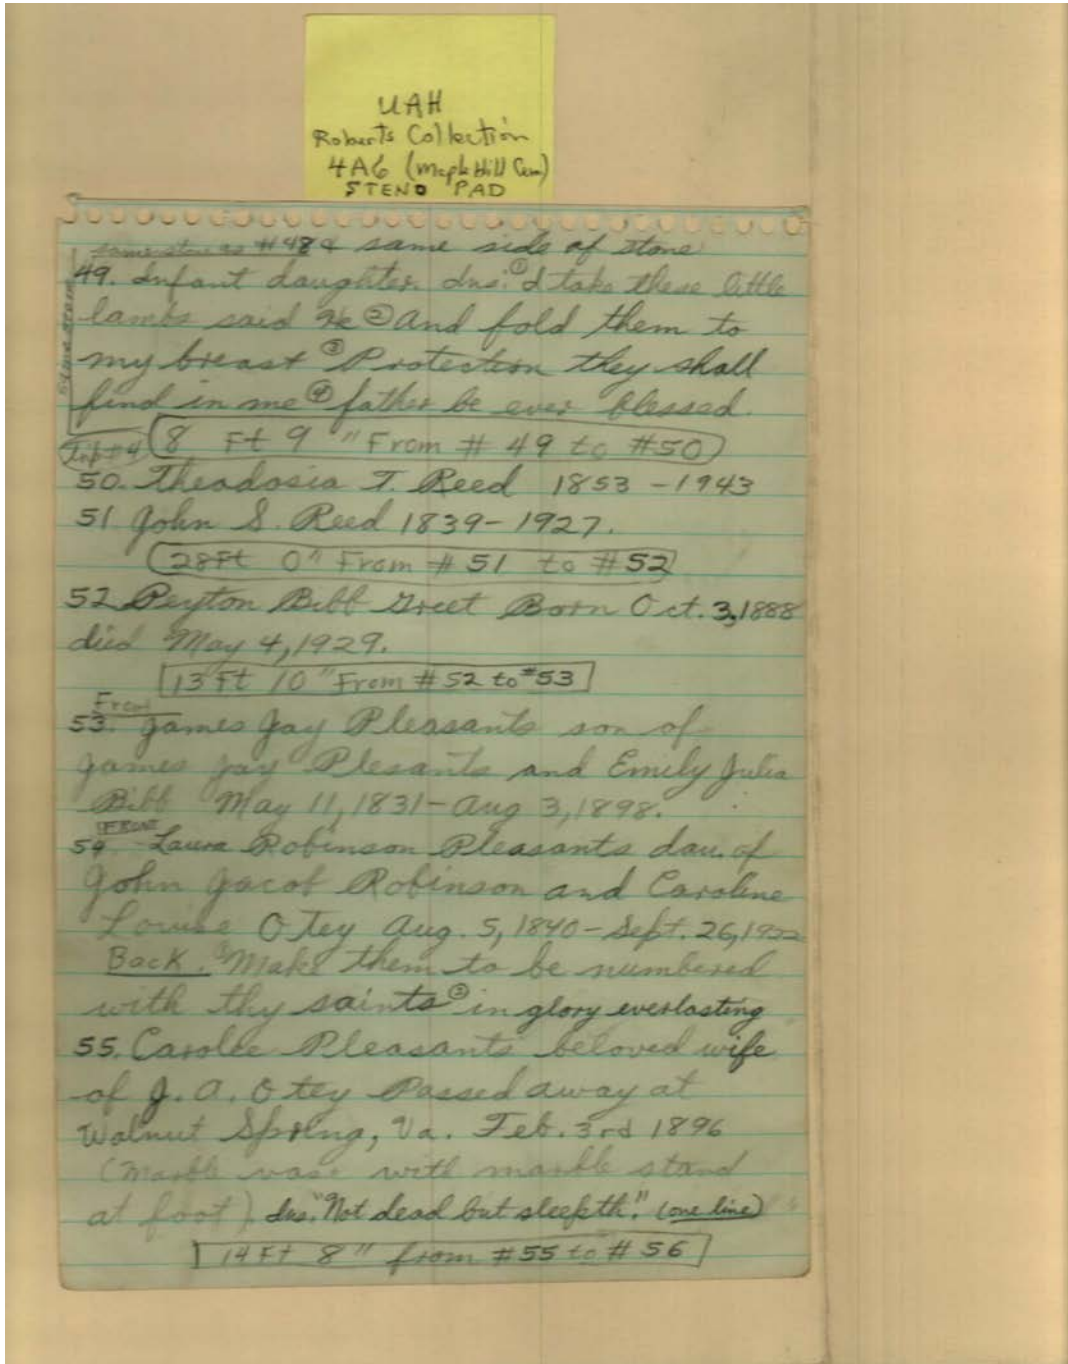 UAH
Roberts Collection
4A6 (Maple Hill Cem)
STENO PAD
same stone as #48 & same side of stone
49. Infant daughter. Ins: ① I take these little
lambs said He ② And fold them to
my breast ③ Protection they shall
find in me ④ father be ever blessed.
8 Ft 9 " From # 49 to #50
50. Theodosia T. Reed 1853 - 1943
51 John S. Reed 1839 - 1927.
28Ft 0" From # 51 to #52
52 Peyton Bibb Greet Born Oct. 3, 1888
died May 4, 1929.
13 Ft 10 " From # 52 to #53
Front
53. James Jay Pleasants son of
James Jay Plesants and Emily Julia
Bibb May 11, 1831 - Aug 3, 1898.
FRONT
54. Laura Robinson Pleasants dau. of
John Jacob Robinson and Caroline
Louise Otey Aug. 5, 1840 - Sept. 26, 1922
Back. ① Make them to be numbered
with thy saints ② in glory everlasting
55. Carolee Pleasants beloved wife
of J. A. Otey Passed away at
Walnut Spring, Va. Feb. 3rd 1896
(Marble vase with marble stand
at foot). Ins. "Not dead but sleepth." (one line)
14 Ft 8" from #55 to # 56